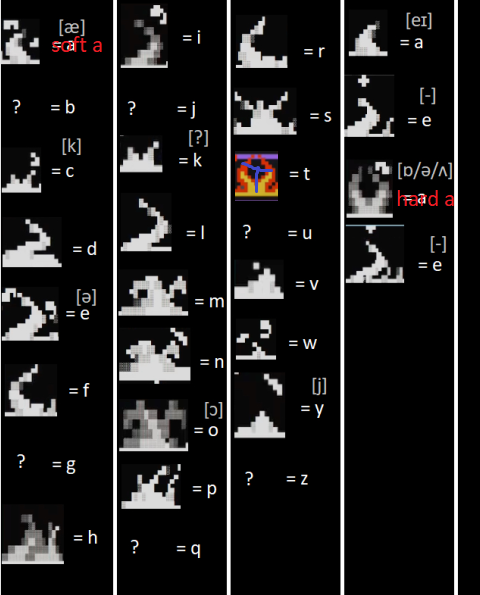 [æ]
= a
soft a
? = b
[k]
= c
= d
[ə]
= e
= f
? = g
= h
= i
? = j
[?]
= k
= l
= m
= n
[ɔ]
= o
= p
? = q
= r
= s
= t
? = u
= v
= w
[j]
= y
? = z
[eɪ]
= a
[-]
= e
[ɒ/ə/ʌ]
= a
hard a
[-]
= e